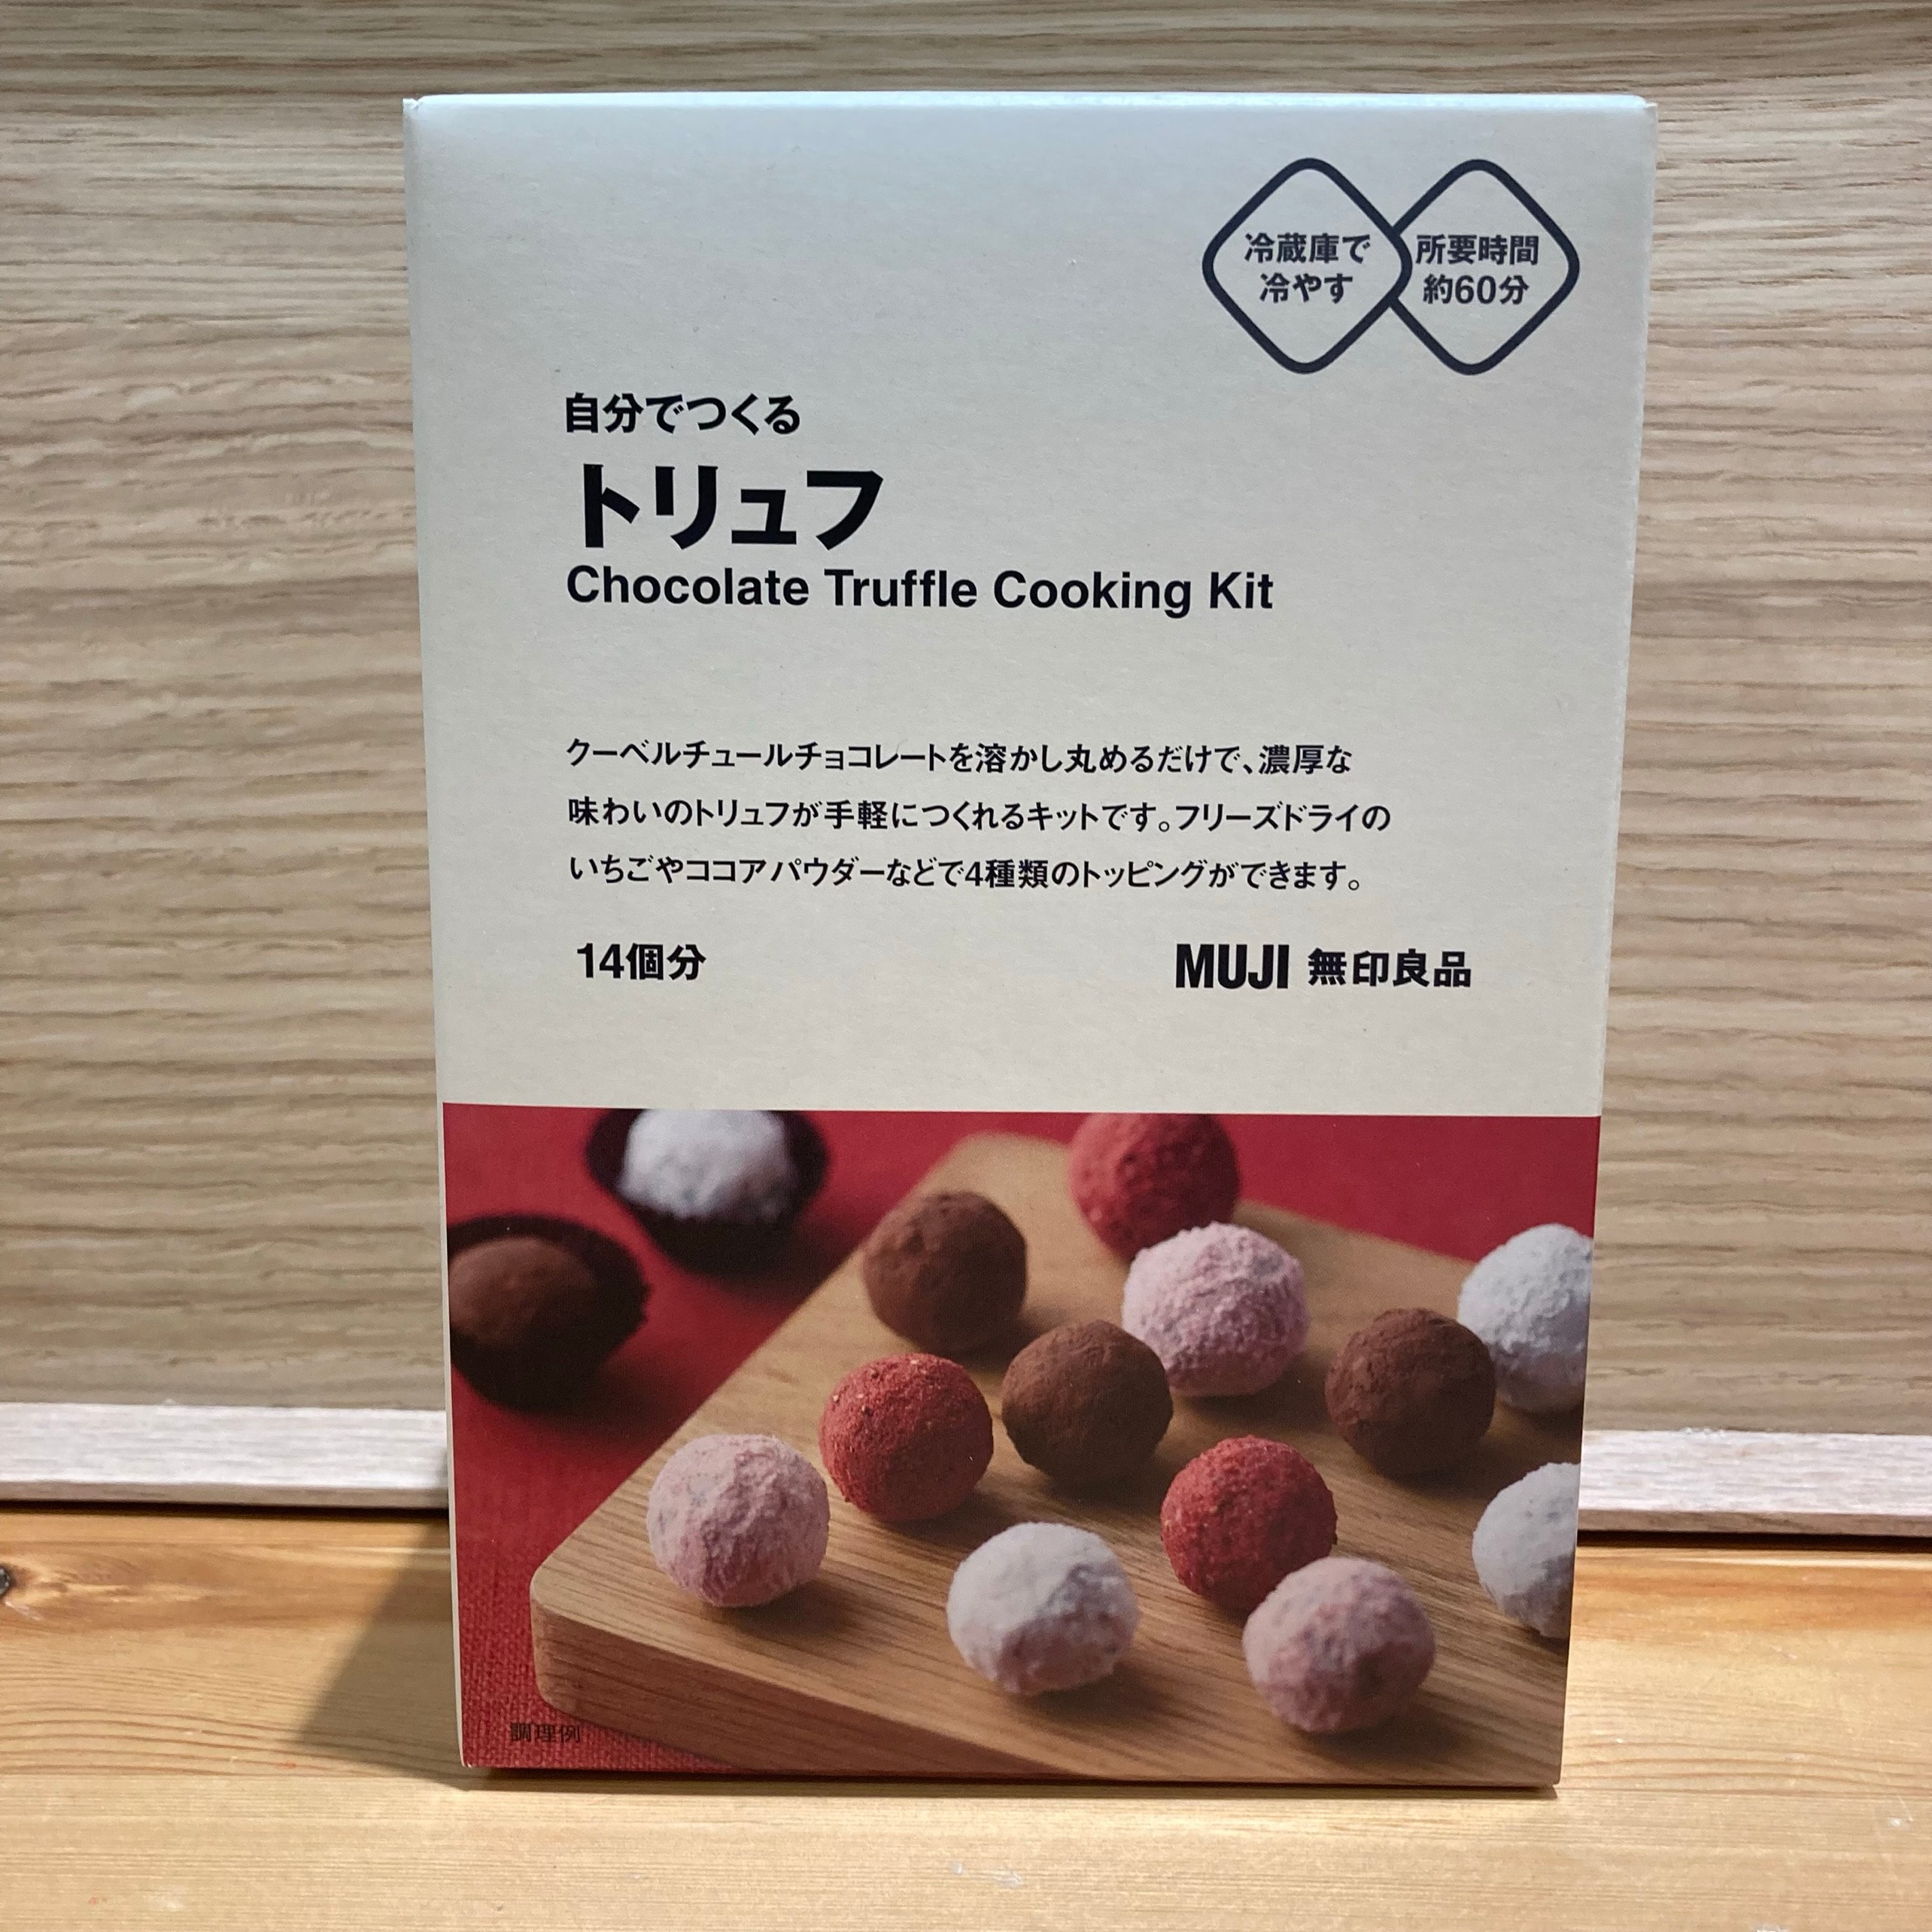 冷蔵庫で
冷やす
所要時間
約60分
自分でつくる
トリュフ
Chocolate Truffle Cooking Kit
クーベルチュールチョコレートを溶かし丸めるだけで、濃厚な
味わいのトリュフが手軽につくれるキットです。フリーズドライの
いちごやココアパウダーなどで4種類のトッピングができます。
14個分
MUJI 無印良品
調理例